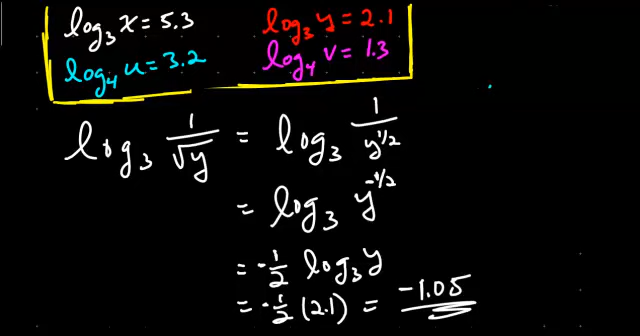 log₃ x = 5.3 log₃ y = 2.1
log₄ u = 3.2 log₄ v = 1.3
log₃ 1/√y = log₃ 1/y^(1/2)
= log₃ y^(-1/2)
= -1/2 log₃ y
= -1/2 (2.1) = -1.05